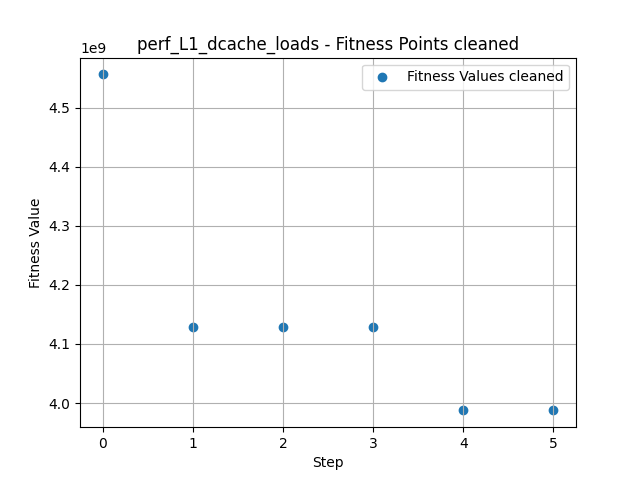 perf_L1_dcache_loads - Fitness Points cleaned
1e9
Fitness Values cleaned
4.5
4.4
4.3
4.2
4.1
4.0
Fitness Value
0 1 2 3 4 5
Step